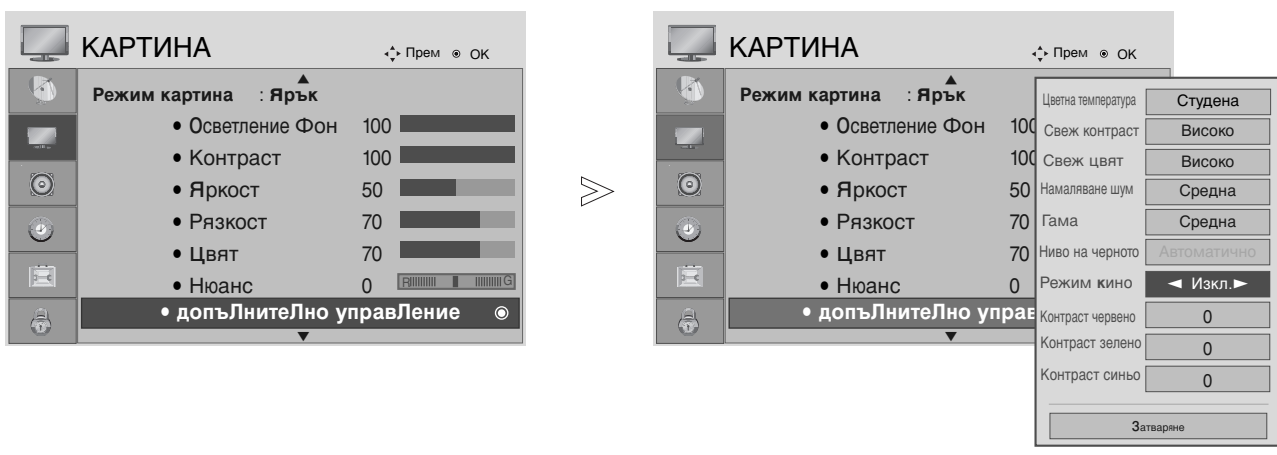 КАРТИНА
Прем ОК
Режим картина : Ярък
• Осветление Фон 100
• Контраст 100
• Яркост 50
• Рязкост 70
• Цвят 70
• Нюанс 0 R G
• допъЛнитеЛно управЛение
КАРТИНА
Прем ОК
Режим картина : Ярък
• Осветление Фон 100
• Контраст 100
• Яркост 50
• Рязкост 70
• Цвят 70
• Нюанс 0
• допъЛнитеЛно управ
Цветна температура Студена
Свеж контраст Високо
Свеж цвят Високо
Намаляване шум Средна
Гама Средна
Ниво на черното Автоматично
Режим кино ◄ Изкл.►
Контраст червено 0
Контраст зелено 0
Контраст синьо 0
Затваряне